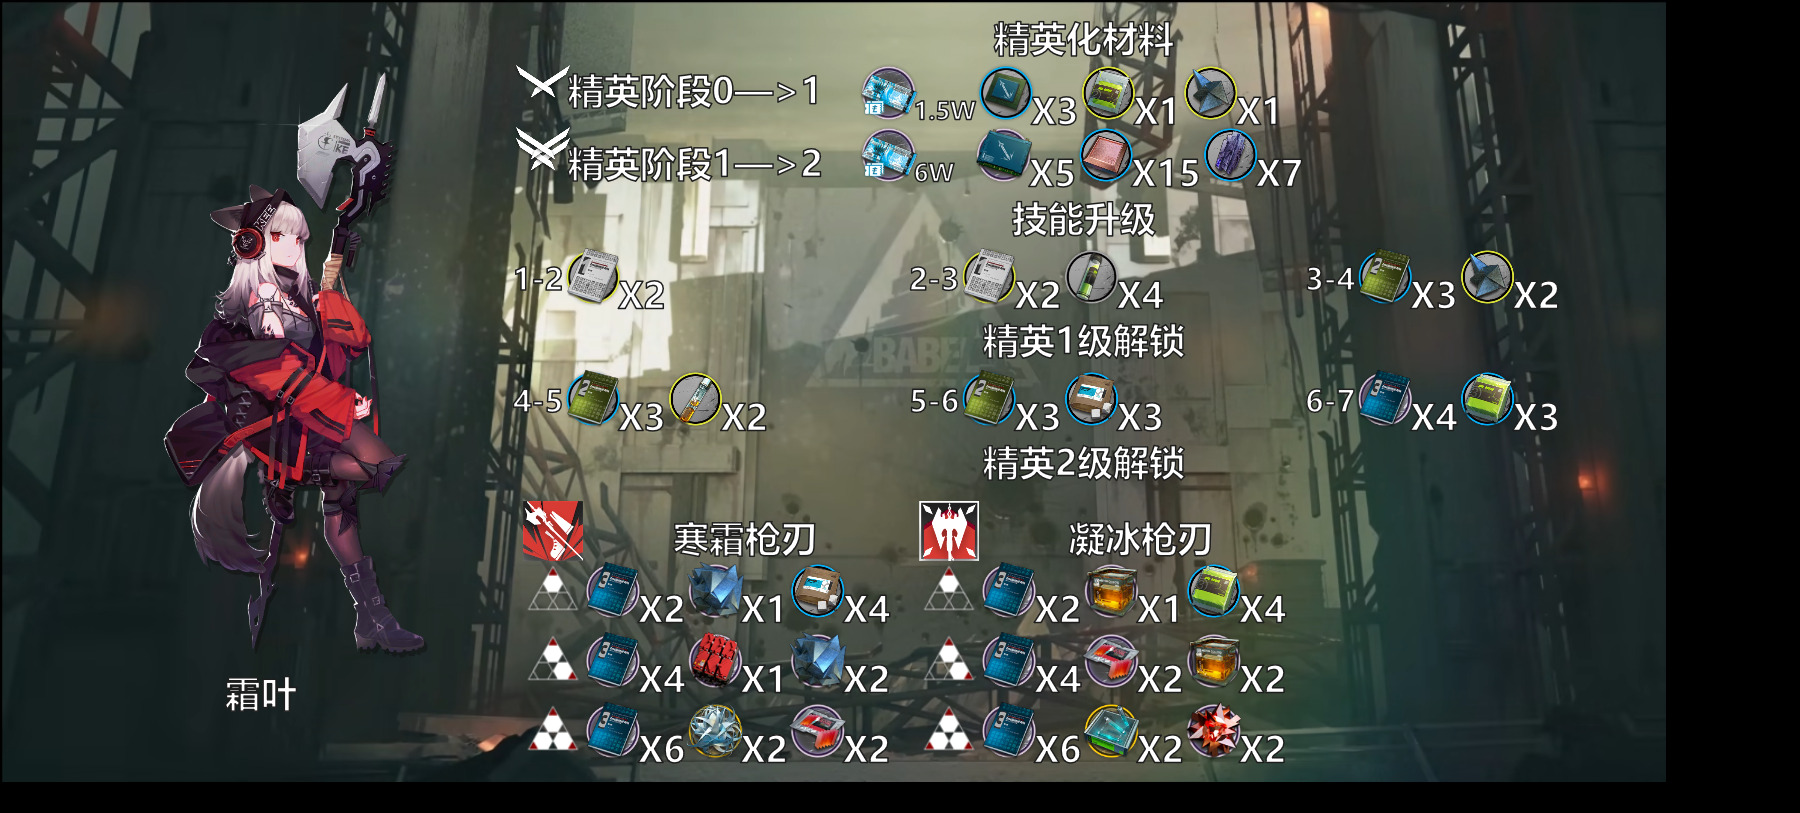 精英化材料
精英阶段0—>1 1.5W X3 X1 X1
精英阶段1—>2 6W X5 X15 X7
技能升级
1-2 X2 2-3 X2 X4 3-4 X3 X2
精英1级解锁
4-5 X3 X2 5-6 X3 X3 6-7 X4 X3
精英2级解锁
寒霜枪刃 凝冰枪刃
X2 X1 X4 X2 X1 X4
X4 X1 X2 X4 X2 X2
X6 X2 X2 X6 X2 X2
霜叶